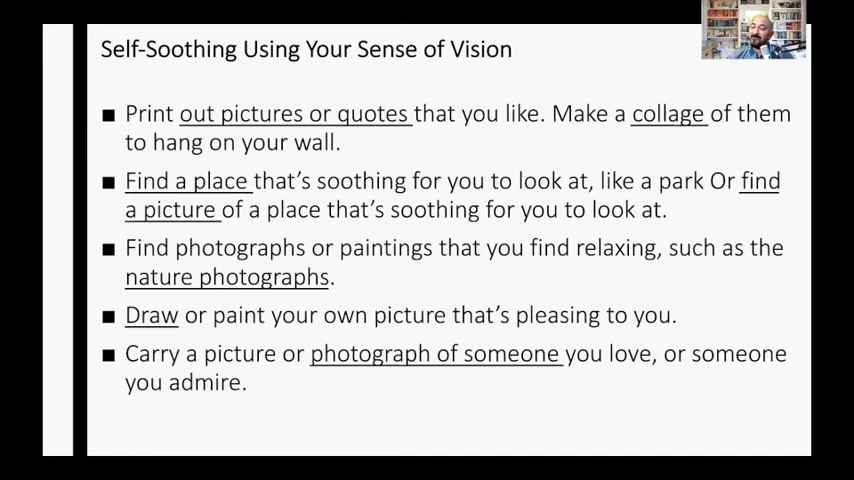 Self-Soothing Using Your Sense of Vision
■ Print out pictures or quotes that you like. Make a collage of them
to hang on your wall.
■ Find a place that’s soothing for you to look at, like a park Or find
a picture of a place that’s soothing for you to look at.
■ Find photographs or paintings that you find relaxing, such as the
nature photographs.
■ Draw or paint your own picture that’s pleasing to you.
■ Carry a picture or photograph of someone you love, or someone
you admire.